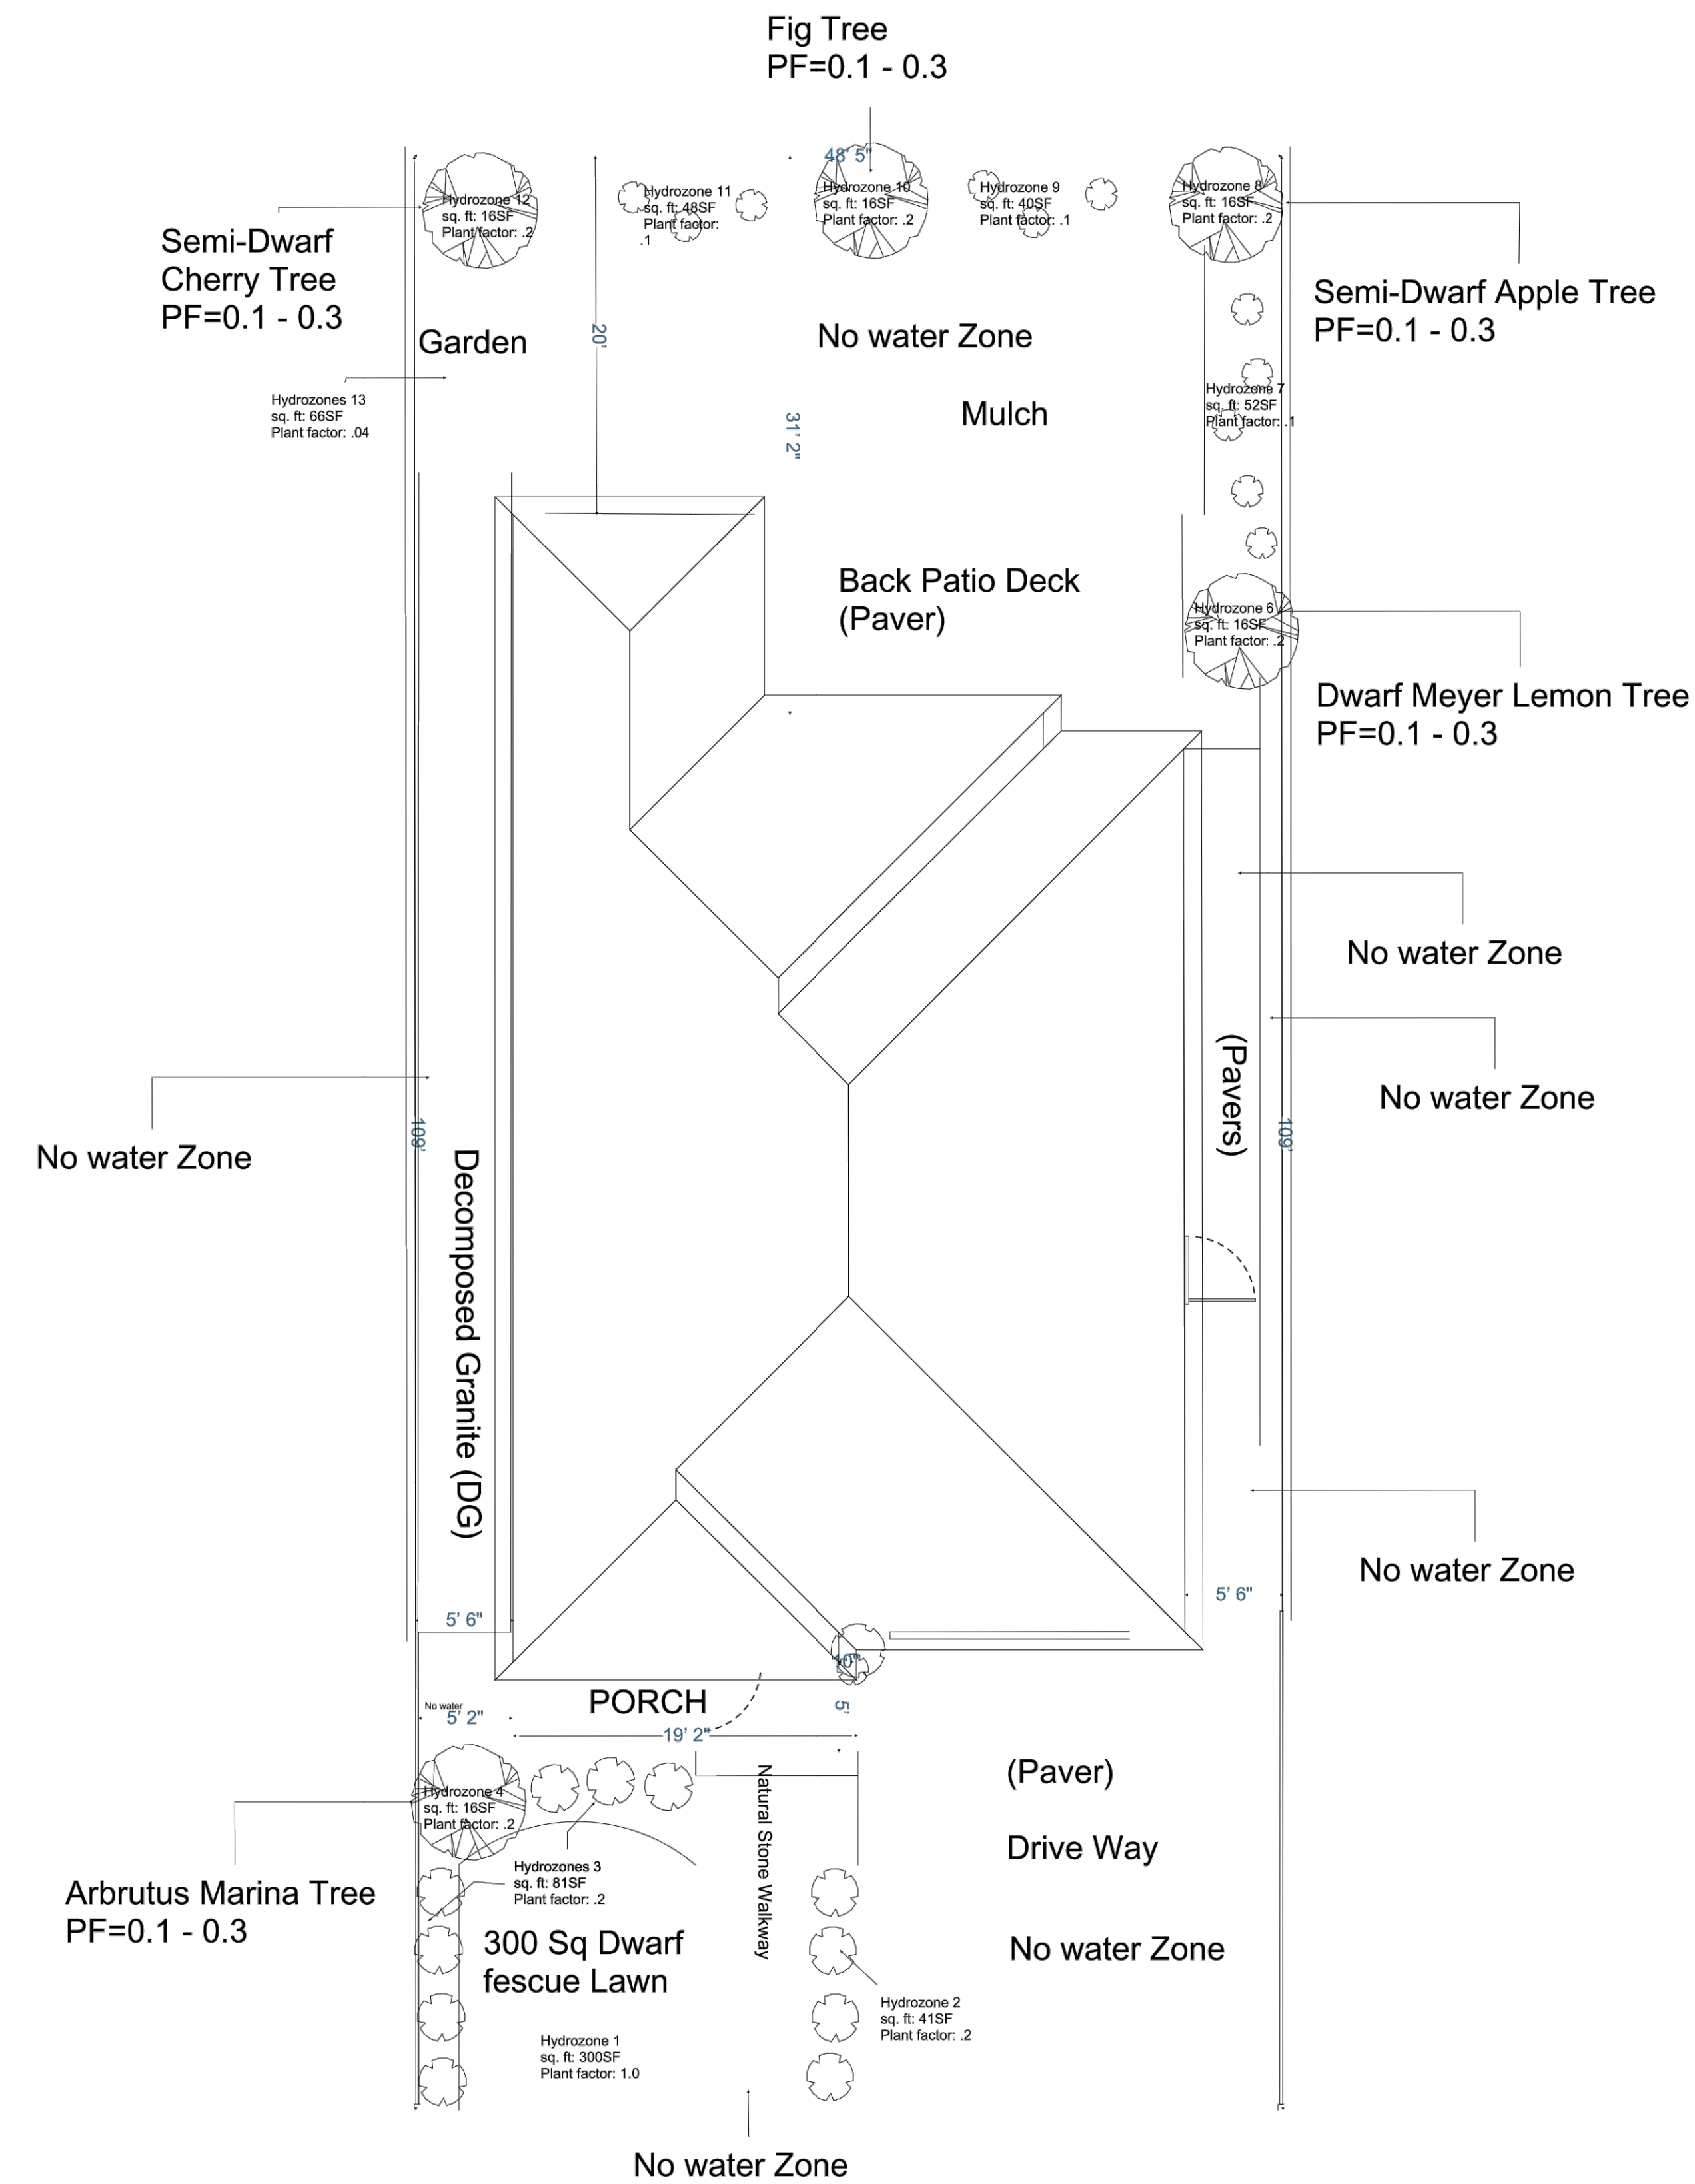 Fig Tree
PF=0.1 - 0.3
48' 5"
Hydrozone 12
sq. ft: 16SF
Plant factor: .2
Hydrozone 11
sq. ft: 48SF
Plant factor:
.1
Hydrozone 10
sq. ft: 16SF
Plant factor: .2
Hydrozone 9
sq. ft: 40SF
Plant factor: .1
Hydrozone 8
sq. ft: 16SF
Plant factor: .2
Semi-Dwarf
Cherry Tree
PF=0.1 - 0.3
Semi-Dwarf Apple Tree
PF=0.1 - 0.3
Garden
20'
No water Zone
Hydrozones 13
sq. ft: 66SF
Plant factor: .04
31' 2"
Mulch
Hydrozone 7
sq. ft: 52SF
Plant factor: .1
Back Patio Deck
(Paver)
Hydrozone 6
sq. ft: 16SF
Plant factor: .2
Dwarf Meyer Lemon Tree
PF=0.1 - 0.3
No water Zone
No water Zone
(Pavers)
109'
109'
No water Zone
Decomposed Granite (DG)
No water Zone
5' 6"
5' 6"
10"
No water
5' 2"
PORCH
5'
19' 2"
Hydrozone 4
sq. ft: 16SF
Plant factor: .2
Natural Stone Walkway
(Paver)
Drive Way
Arbrutus Marina Tree
PF=0.1 - 0.3
Hydrozones 3
sq. ft: 81SF
Plant factor: .2
300 Sq Dwarf
fescue Lawn
No water Zone
Hydrozone 2
sq. ft: 41SF
Plant factor: .2
Hydrozone 1
sq. ft: 300SF
Plant factor: 1.0
No water Zone